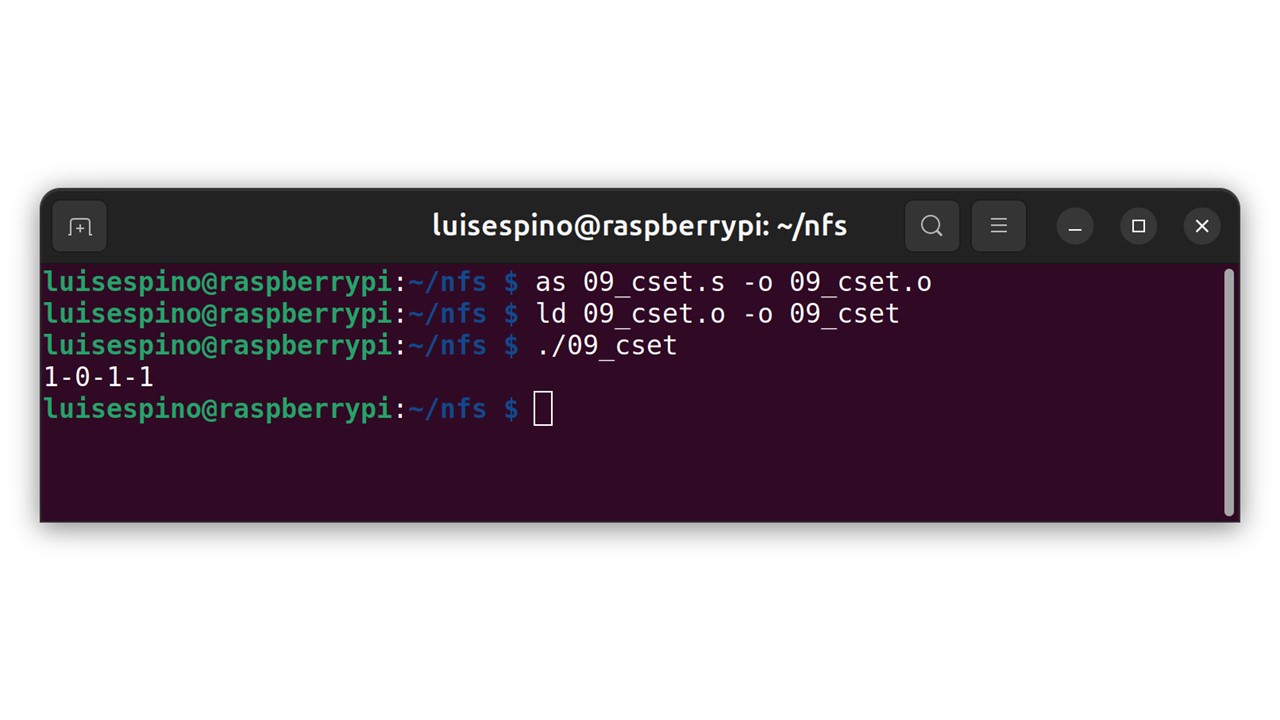 luisespino@raspberrypi: ~/nfs
luisespino@raspberrypi:~/nfs $ as 09_cset.s -o 09_cset.o
luisespino@raspberrypi:~/nfs $ ld 09_cset.o -o 09_cset
luisespino@raspberrypi:~/nfs $ ./09_cset
1-0-1-1
luisespino@raspberrypi:~/nfs $